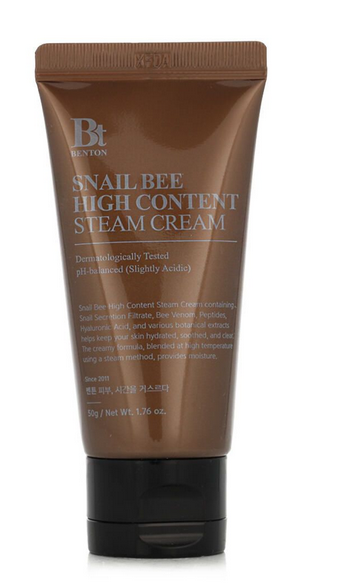 Bt
BENTON
SNAIL BEE
HIGH CONTENT
STEAM CREAM
Dermatologically Tested
pH-balanced (Slightly Acidic)
Snail Bee High Content Steam Cream containing
Snail Secretion Filtrate, Bee Venom, Peptides,
Hyaluronic Acid, and various botanical extracts
helps keep your skin hydrated, soothed, and clear.
The creamy formula, blended at high temperature
using a steam method, provides moisture.
Since 2011
벤튼 피부, 시간을 거스르다
50g / Net Wt. 1.76 oz.